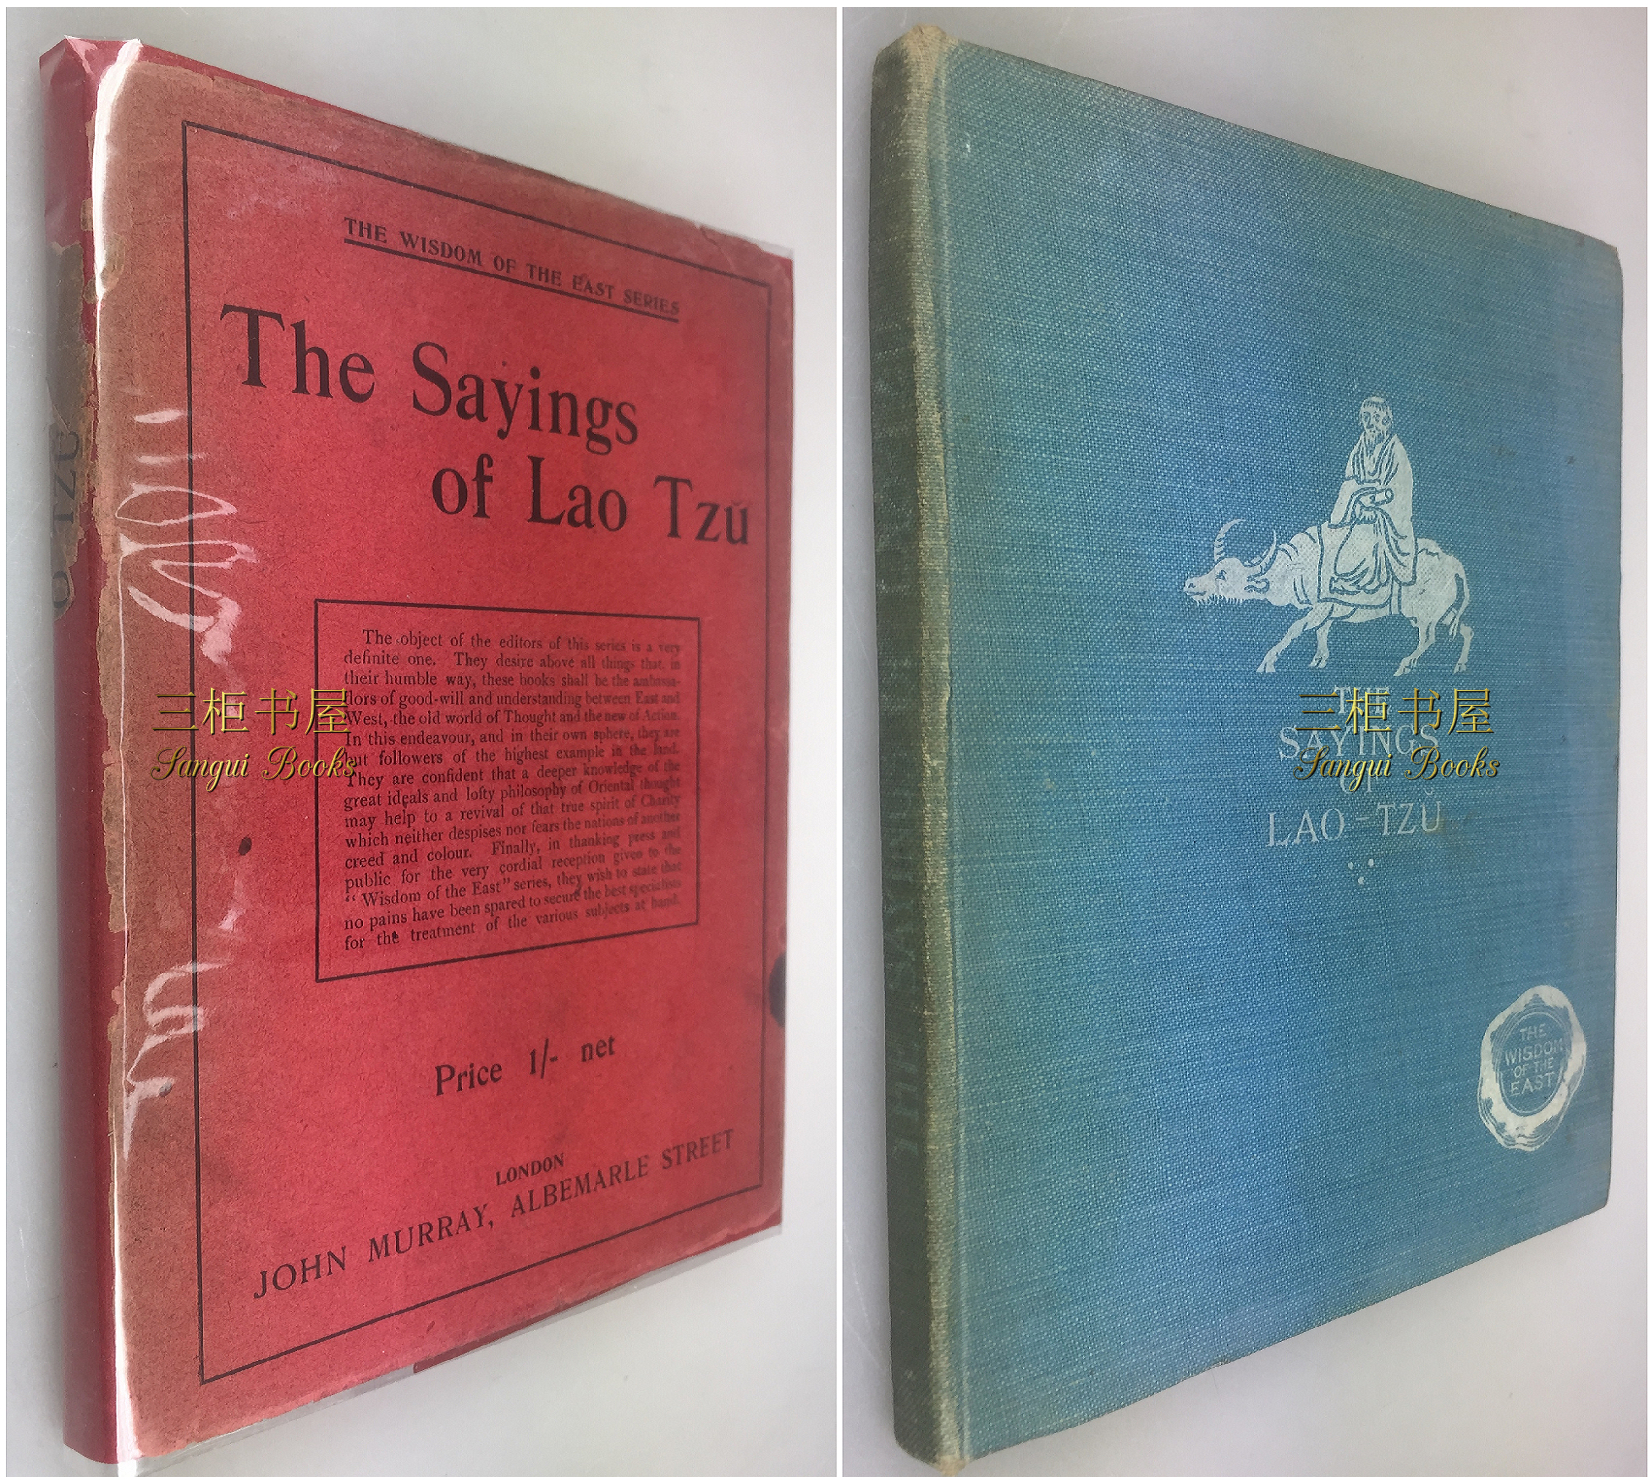 THE WISDOM OF THE EAST SERIES
The Sayings
of Lao Tzŭ
The object of the editors of this series is a very
definite one. They desire above all things that, in
their humble way, these books shall be the ambassa-
dors of good-will and understanding between East and
West, the old world of Thought and the new of Action.
In this endeavour, and in their own sphere, they are
but followers of the highest example in the land.
They are confident that a deeper knowledge of the
great ideals and lofty philosophy of Oriental thought
may help to a revival of that true spirit of Charity
which neither despises nor fears the nations of another
creed and colour. Finally, in thanking press and
public for the very cordial reception given to the
"Wisdom of the East" series, they wish to state that
no pains have been spared to secure the best specialists
for the treatment of the various subjects at hand.
Price 1/- net
LONDON
JOHN MURRAY, ALBEMARLE STREET
O TZŬ
三柜书屋
Sangui Books
THE
SAYINGS
OF
LAO-TZŬ
THE
WISDOM
OF THE
EAST
三柜书屋
Sangui Books